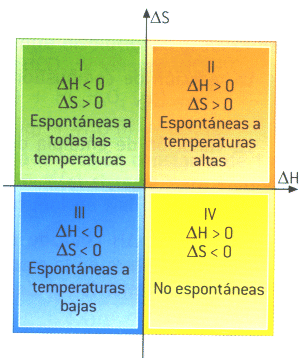 ΔS
I
ΔH < 0
ΔS > 0
Espontáneas a
todas las
temperaturas
II
ΔH > 0
ΔS > 0
Espontáneas a
temperaturas
altas
ΔH
III
ΔH < 0
ΔS < 0
Espontáneas a
temperaturas
bajas
IV
ΔH > 0
ΔS < 0
No espontáneas